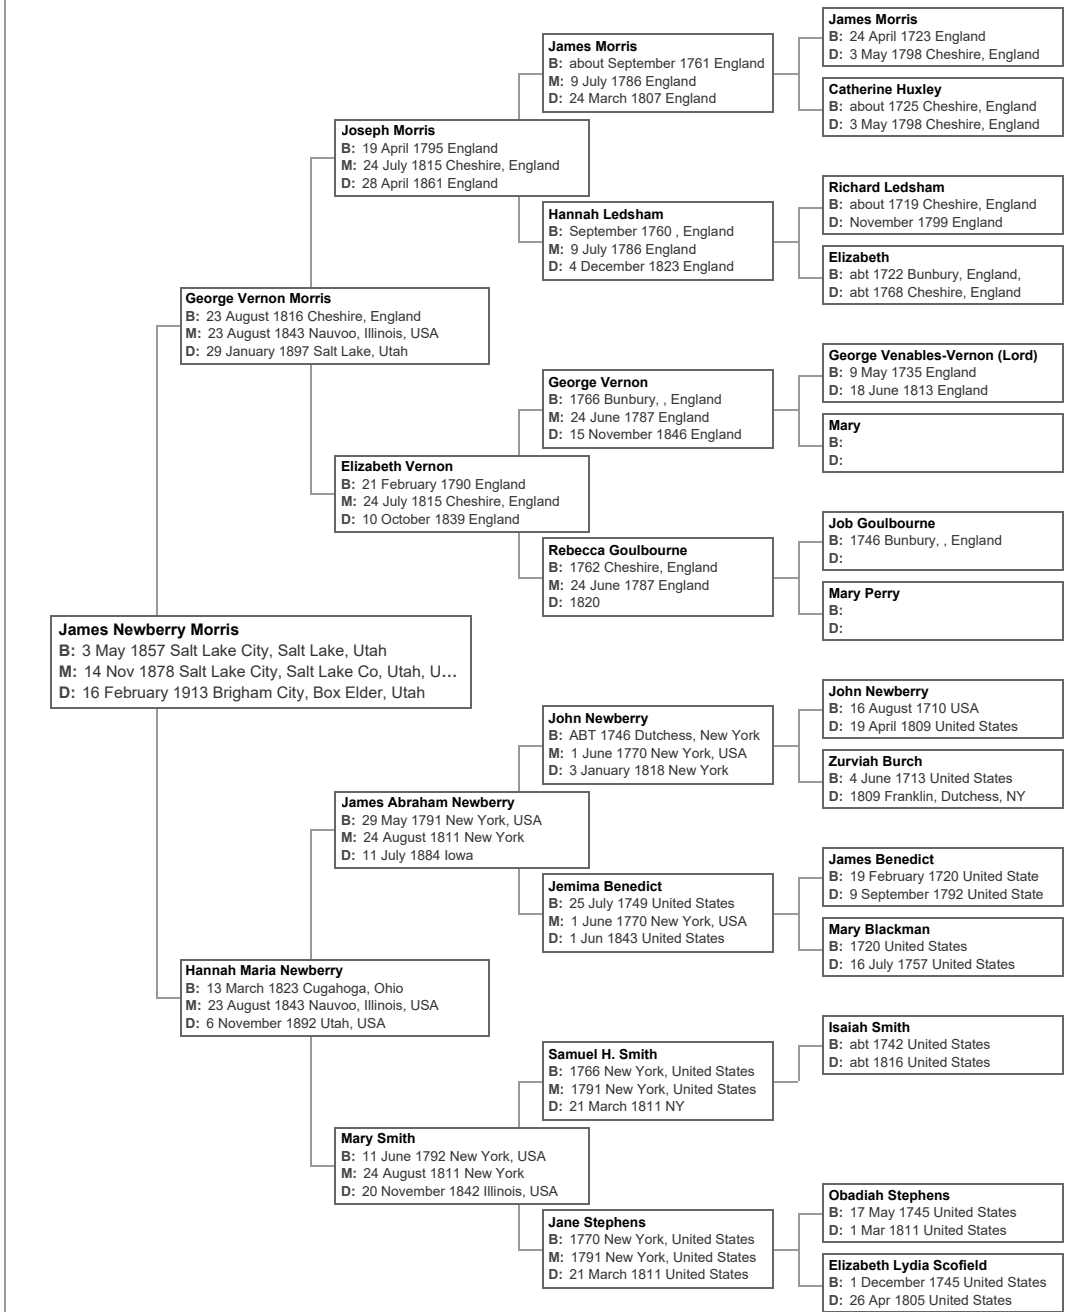 James Morris
B: 24 April 1723 England
D: 3 May 1798 Cheshire, England
James Morris
B: about September 1761 England
M: 9 July 1786 England
D: 24 March 1807 England
Catherine Huxley
B: about 1725 Cheshire, England
D: 3 May 1798 Cheshire, England
Joseph Morris
B: 19 April 1795 England
M: 24 July 1815 Cheshire, England
D: 28 April 1861 England
Richard Ledsham
B: about 1719 Cheshire, England
D: November 1799 England
Hannah Ledsham
B: September 1760 , England
M: 9 July 1786 England
D: 4 December 1823 England
Elizabeth
B: abt 1722 Bunbury, England,
D: abt 1768 Cheshire, England
George Vernon Morris
B: 23 August 1816 Cheshire, England
M: 23 August 1843 Nauvoo, Illinois, USA
D: 29 January 1897 Salt Lake, Utah
George Venables-Vernon (Lord)
B: 9 May 1735 England
D: 18 June 1813 England
George Vernon
B: 1766 Bunbury, , England
M: 24 June 1787 England
D: 15 November 1846 England
Mary
B:
D:
Elizabeth Vernon
B: 21 February 1790 England
M: 24 July 1815 Cheshire, England
D: 10 October 1839 England
Job Goulbourne
B: 1746 Bunbury, , England
D:
Rebecca Goulbourne
B: 1762 Cheshire, England
M: 24 June 1787 England
D: 1820
Mary Perry
B:
D:
James Newberry Morris
B: 3 May 1857 Salt Lake City, Salt Lake, Utah
M: 14 Nov 1878 Salt Lake City, Salt Lake Co, Utah, U...
D: 16 February 1913 Brigham City, Box Elder, Utah
John Newberry
B: 16 August 1710 USA
D: 19 April 1809 United States
John Newberry
B: ABT 1746 Dutchess, New York
M: 1 June 1770 New York, USA
D: 3 January 1818 New York
Zurviah Burch
B: 4 June 1713 United States
D: 1809 Franklin, Dutchess, NY
James Abraham Newberry
B: 29 May 1791 New York, USA
M: 24 August 1811 New York
D: 11 July 1884 Iowa
James Benedict
B: 19 February 1720 United State
D: 9 September 1792 United State
Jemima Benedict
B: 25 July 1749 United States
M: 1 June 1770 New York, USA
D: 1 Jun 1843 United States
Mary Blackman
B: 1720 United States
D: 16 July 1757 United States
Hannah Maria Newberry
B: 13 March 1823 Cugahoga, Ohio
M: 23 August 1843 Nauvoo, Illinois, USA
D: 6 November 1892 Utah, USA
Isaiah Smith
B: abt 1742 United States
D: abt 1816 United States
Samuel H. Smith
B: 1766 New York, United States
M: 1791 New York, United States
D: 21 March 1811 NY
Mary Smith
B: 11 June 1792 New York, USA
M: 24 August 1811 New York
D: 20 November 1842 Illinois, USA
Obadiah Stephens
B: 17 May 1745 United States
D: 1 Mar 1811 United States
Jane Stephens
B: 1770 New York, United States
M: 1791 New York, United States
D: 21 March 1811 United States
Elizabeth Lydia Scofield
B: 1 December 1745 United States
D: 26 Apr 1805 United States